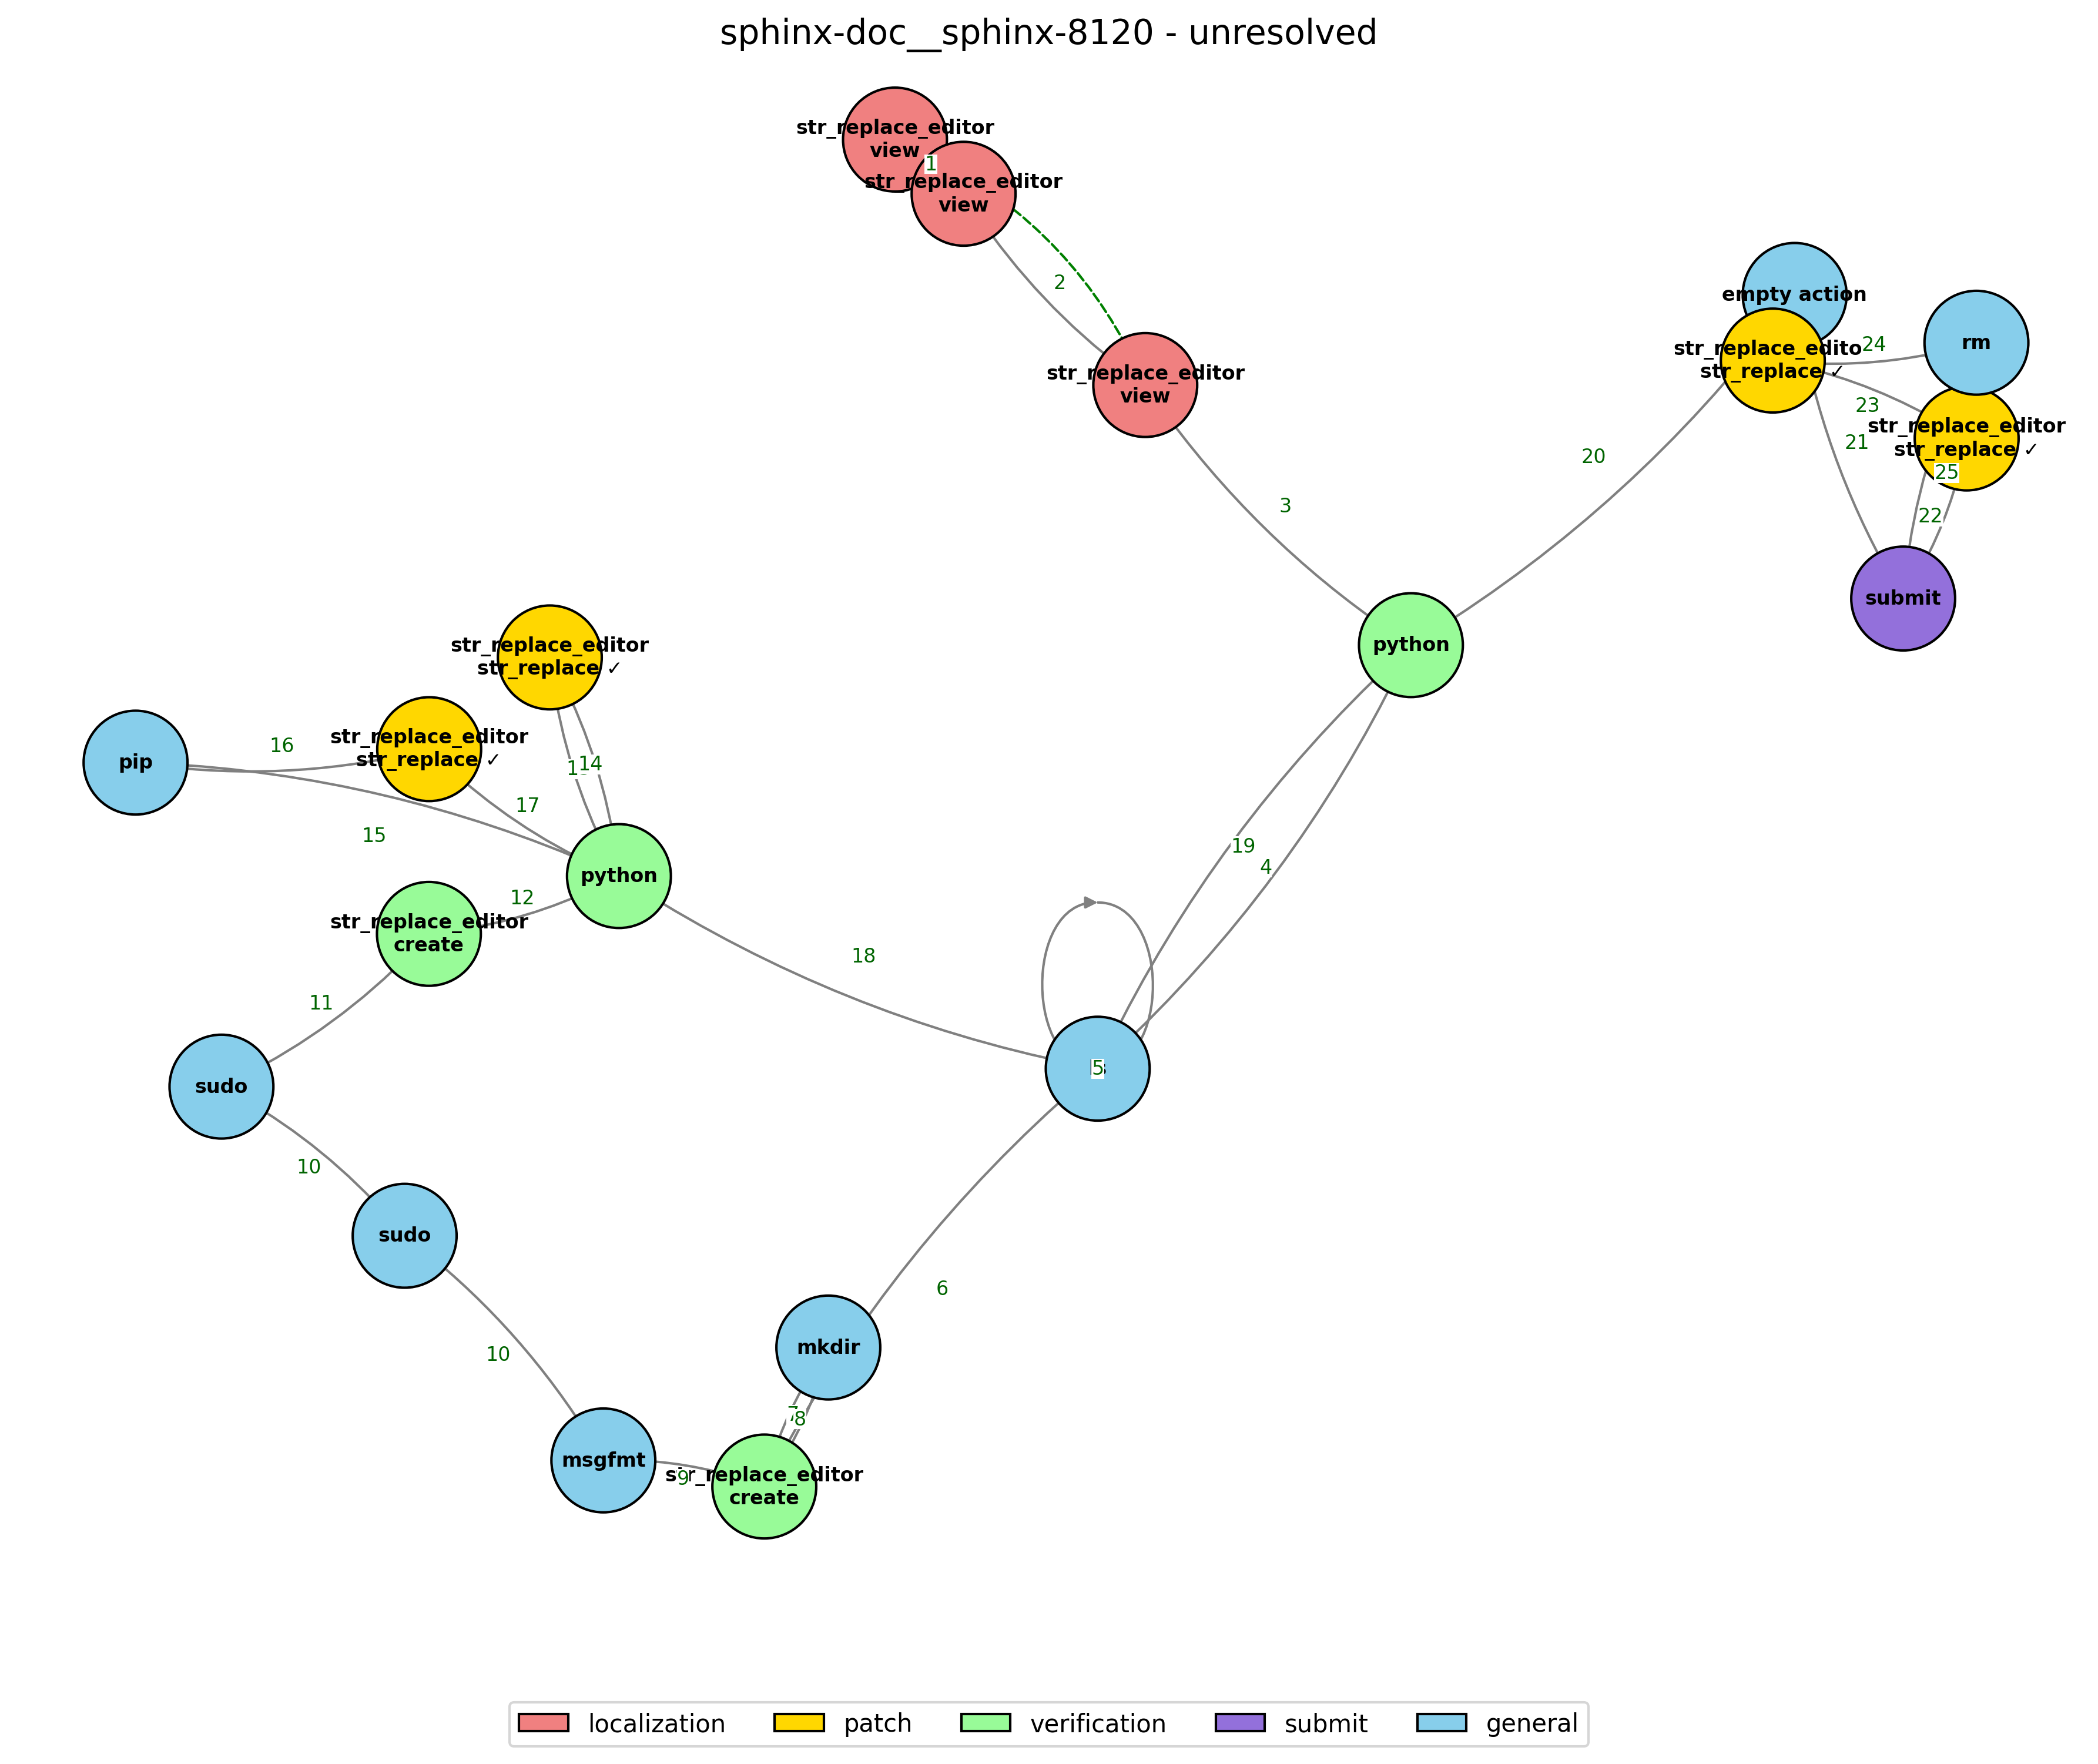 sphinx-doc__sphinx-8120 - unresolved
str_replace_editor
view
1
str_replace_editor
view
2
str_replace_editor
view
3
empty action
str_replace_edito
str_replace ✓
24
rm
23
str_replace_editor
str_replace ✓
21
25
22
submit
20
python
19
4
str_replace_editor
str_replace ✓
14
str_replace_editor
str_replace ✓
pip
16
17
15
python
12
str_replace_editor
create
11
18
5
sudo
10
sudo
10
6
mkdir
8
msgfmt
9
str_replace_editor
create
localization
patch
verification
submit
general